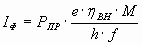 I_Ф = P_ПР · (e · η_ВН · M) / (h · f)